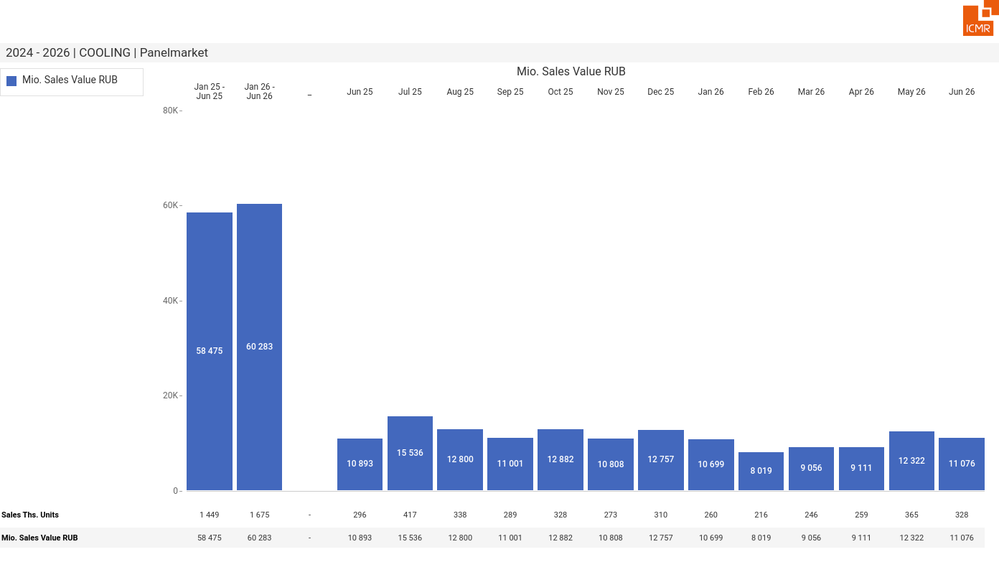 ICMR
2024 - 2026 | COOLING | Panelmarket
Mio. Sales Value RUB
Mio. Sales Value RUB
Jan 25 - Jun 25 Jan 26 - Jun 26 – Jun 25 Jul 25 Aug 25 Sep 25 Oct 25 Nov 25 Dec 25 Jan 26 Feb 26 Mar 26 Apr 26 May 26 Jun 26
80K
60K
40K
20K
0
58 475 60 283 10 893 15 536 12 800 11 001 12 882 10 808 12 757 10 699 8 019 9 056 9 111 12 322 11 076
Sales Ths. Units 1 449 1 675 - 296 417 338 289 328 273 310 260 216 246 259 365 328
Mio. Sales Value RUB 58 475 60 283 - 10 893 15 536 12 800 11 001 12 882 10 808 12 757 10 699 8 019 9 056 9 111 12 322 11 076